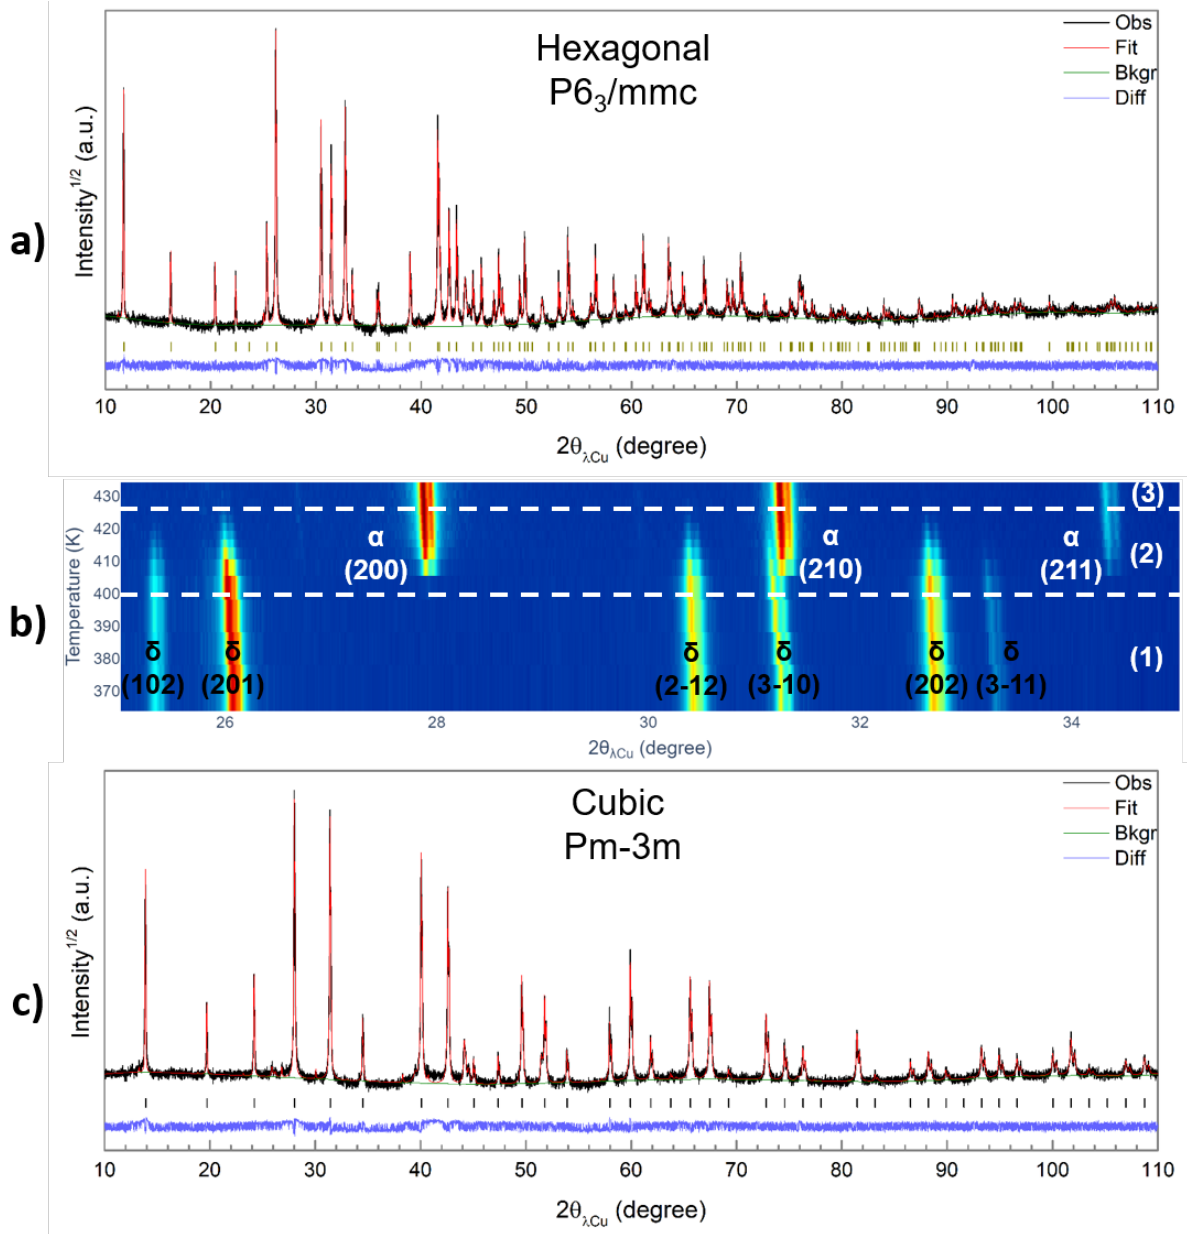 a)
Hexagonal
P6₃/mmc
Obs
Fit
Bkgr
Diff
Intensity^1/2 (a.u.)
10 20 30 40 50 60 70 80 90 100 110
2θλCu (degree)
b)
Temperature (K)
430
420
410
400
390
380
370
(3)
(2)
(1)
α
(200)
α
(210)
α
(211)
δ
(102)
δ
(201)
δ
(2-12)
δ
(3-10)
δ
(202)
δ
(3-11)
26 28 30 32 34
2θλCu (degree)
c)
Cubic
Pm-3m
Obs
Fit
Bkgr
Diff
Intensity^1/2 (a.u.)
10 20 30 40 50 60 70 80 90 100 110
2θλCu (degree)